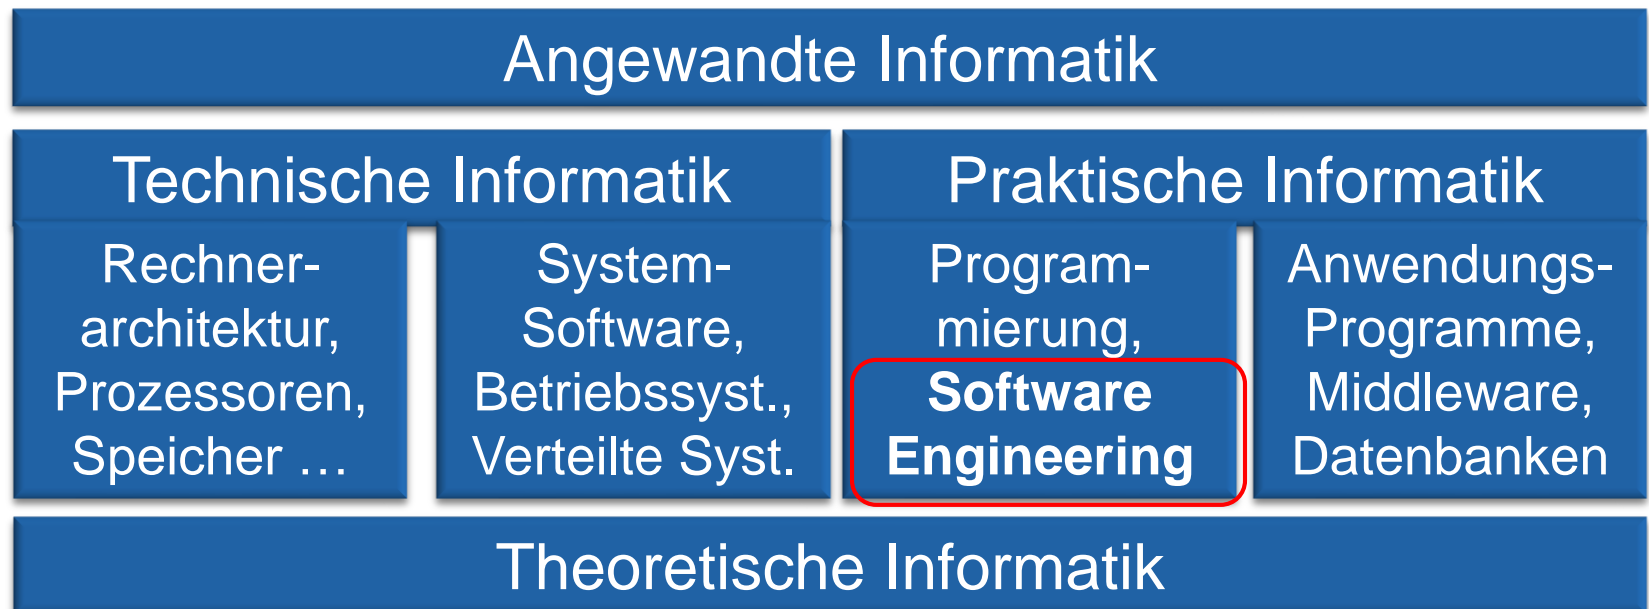 Angewandte Informatik
Technische Informatik
Rechner-
architektur,
Prozessoren,
Speicher …
System-
Software,
Betriebssyst.,
Verteilte Syst.
Praktische Informatik
Program-
mierung,
Software
Engineering
Anwendungs-
Programme,
Middleware,
Datenbanken
Theoretische Informatik